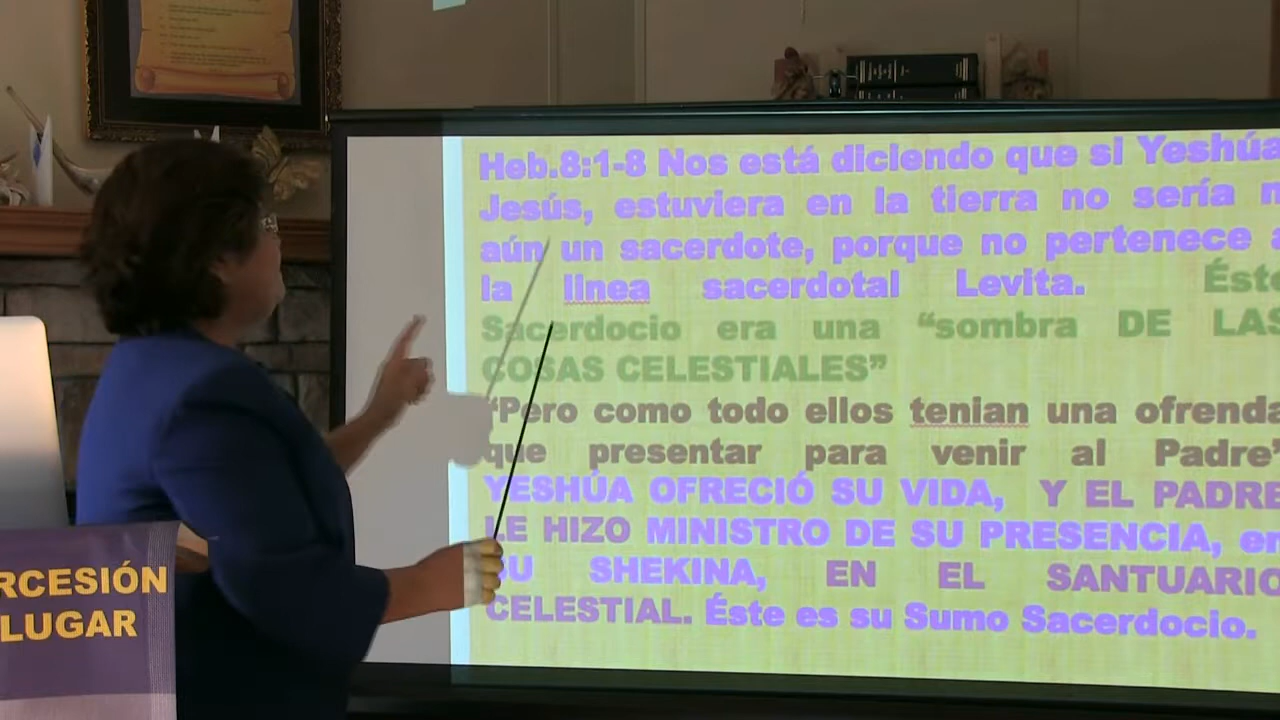 Heb.8:1-8 Nos está diciendo que si Yeshúa
Jesús, estuviera en la tierra no sería n
aún un sacerdote, porque no pertenece a
la linea sacerdotal Levita. Éste
Sacerdocio era una “sombra DE LAS
COSAS CELESTIALES”
“Pero como todo ellos tenian una ofrenda
que presentar para venir al Padre”
YESHÚA OFRECIÓ SU VIDA, Y EL PADRE
LE HIZO MINISTRO DE SU PRESENCIA, en
SU SHEKINA, EN EL SANTUARIO
CELESTIAL. Éste es su Sumo Sacerdocio.
RCESIÓN
LUGAR